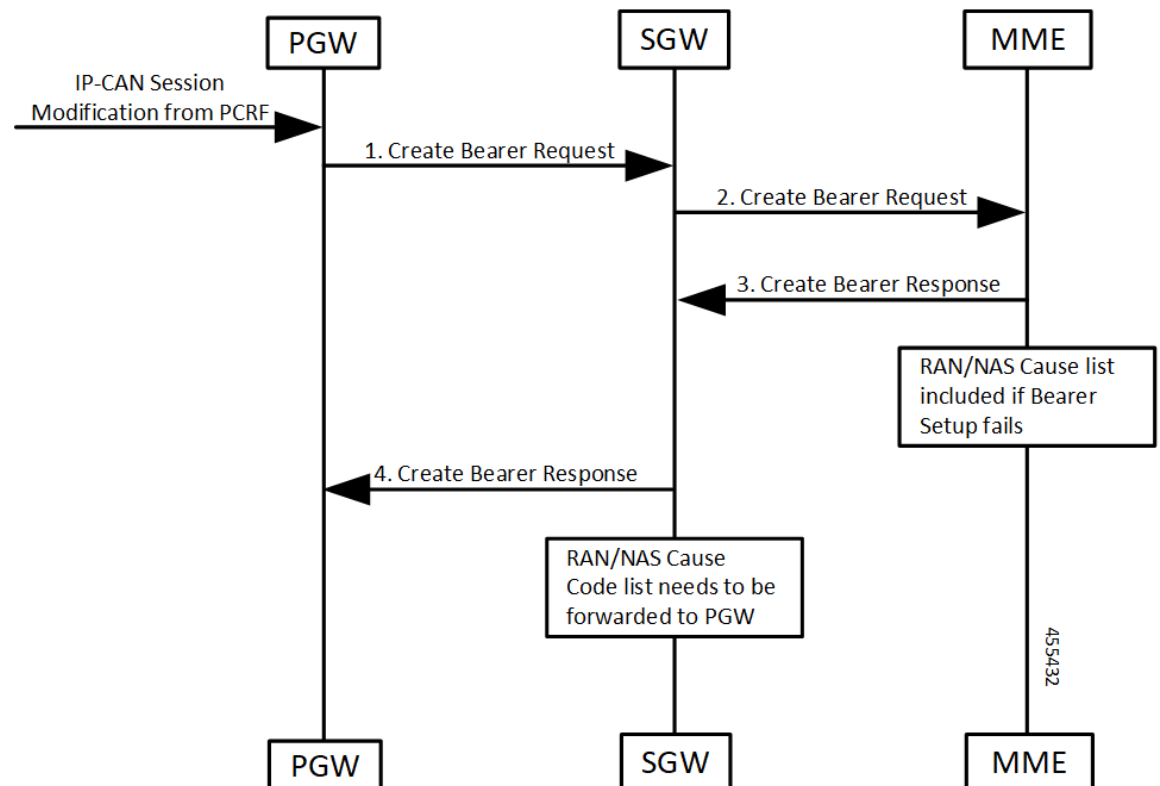 PGW
SGW
MME
IP-CAN Session
Modification from PCRF
1. Create Bearer Request
2. Create Bearer Request
3. Create Bearer Response
RAN/NAS Cause list
included if Bearer
Setup fails
4. Create Bearer Response
RAN/NAS Cause
Code list needs to be
forwarded to PGW
455432
PGW
SGW
MME